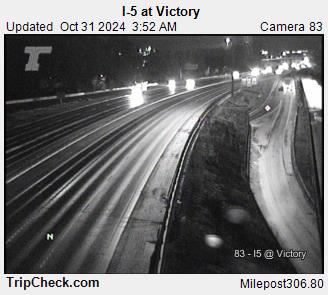 I-5 at Victory
Updated Oct 31 2024 3:52 AM Camera 83
T
N
83 - I5 @ Victory
TripCheck.com Milepost306.80